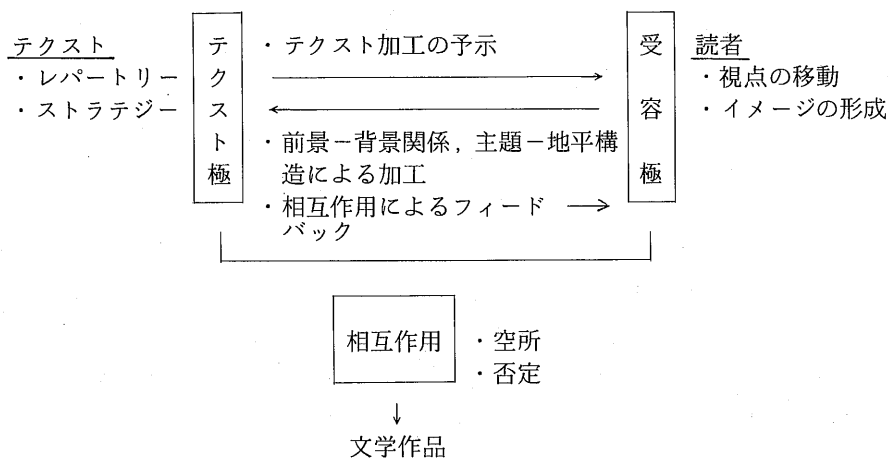 テクスト
・レパートリー
・ストラテジー
テクスト極
・テクスト加工の予示
・前景－背景関係，主題－地平構
造による加工
・相互作用によるフィード
バック
受容極
読者
・視点の移動
・イメージの形成
相互作用
・空所
・否定
文学作品